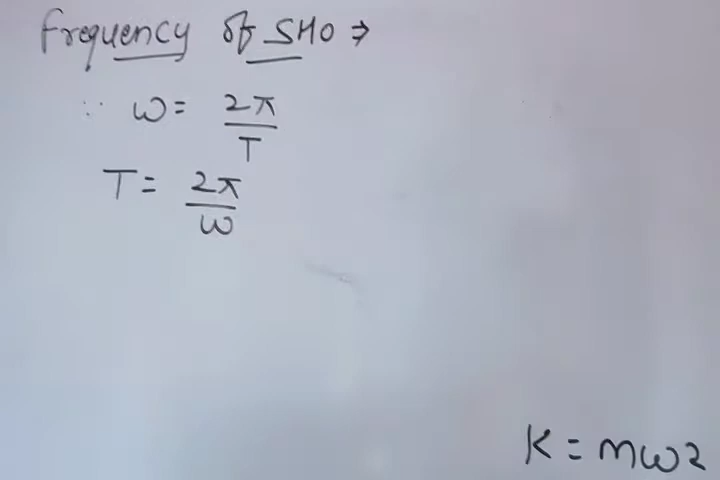 frequency of SHO ⇒
∵ ω = 2π/T
T = 2π/ω
K = mω2